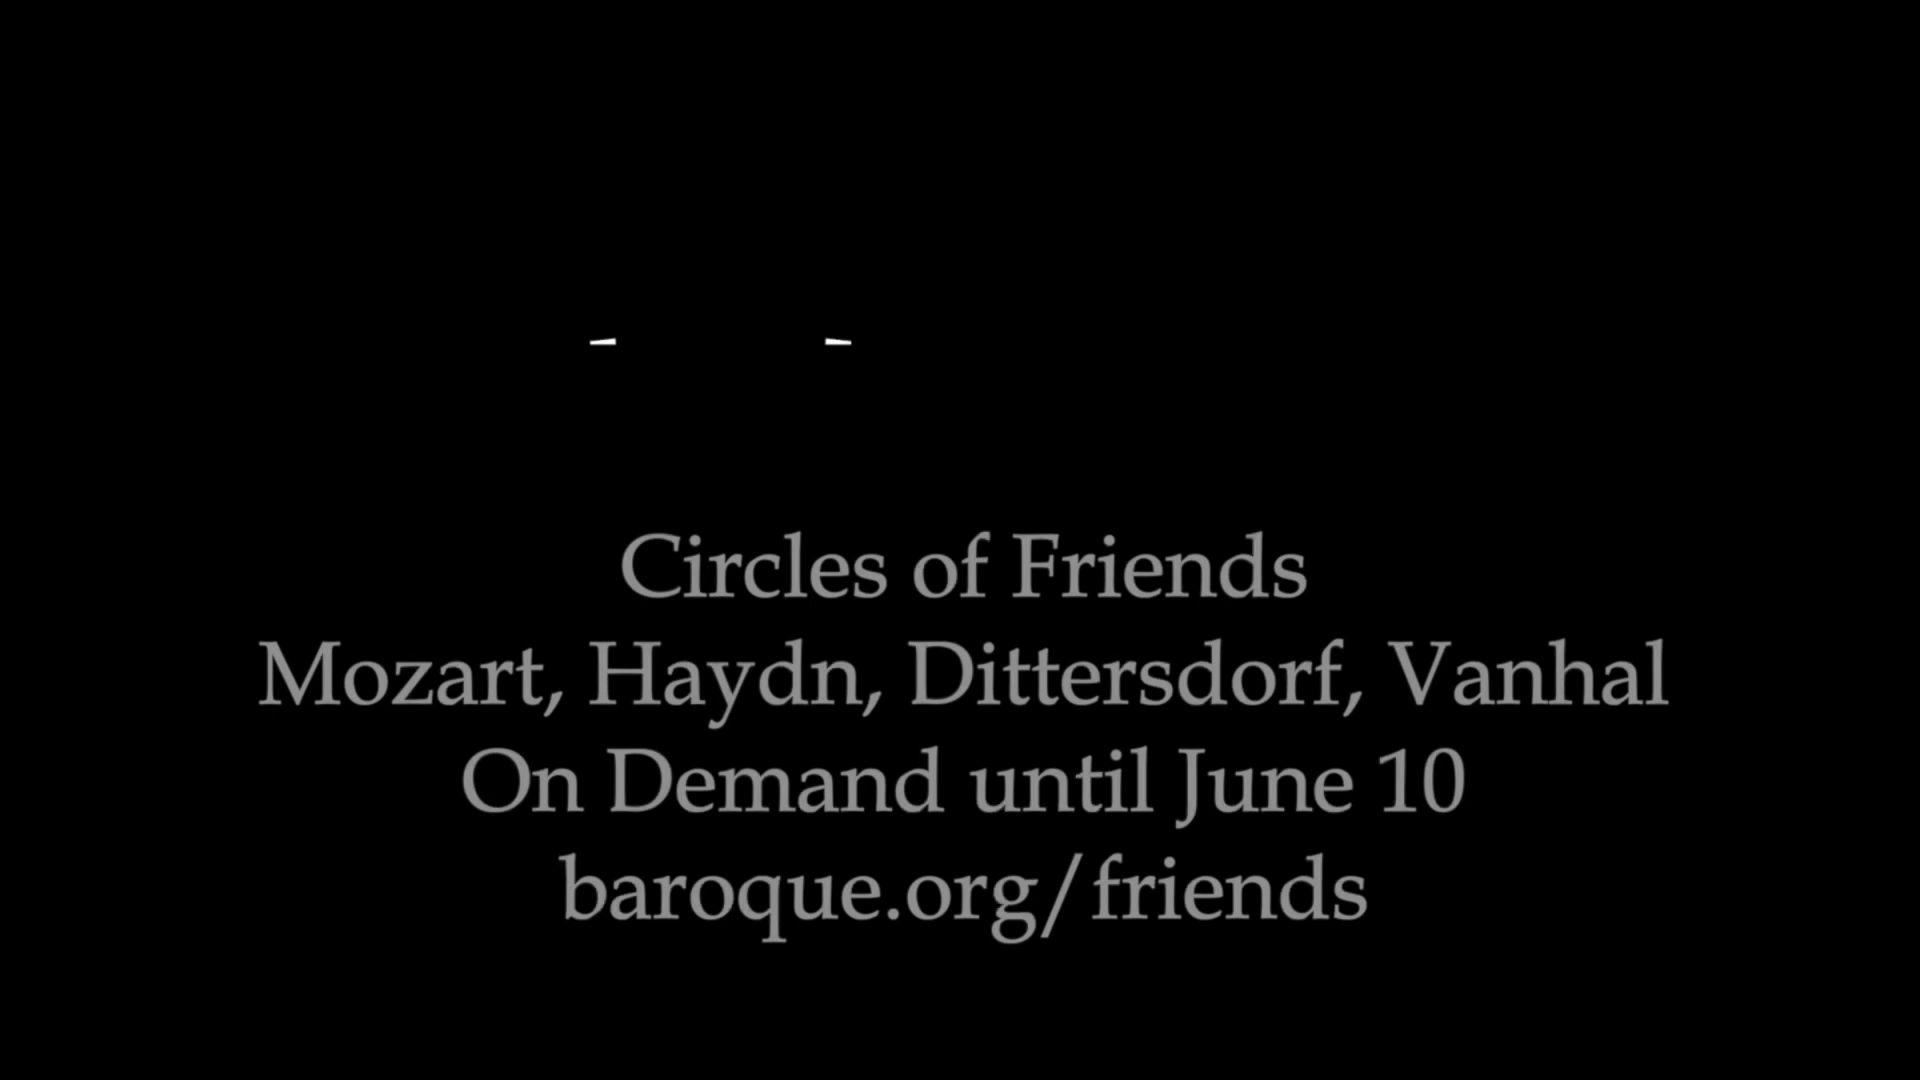 Circles of Friends
Mozart, Haydn, Dittersdorf, Vanhal
On Demand until June 10
baroque.org/friends